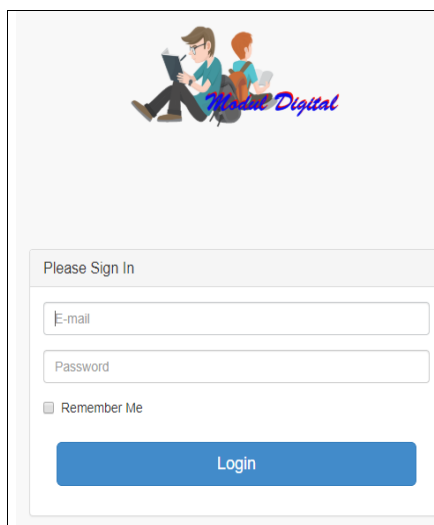 Modul Digital
Please Sign In
E-mail
Password
Remember Me
Login